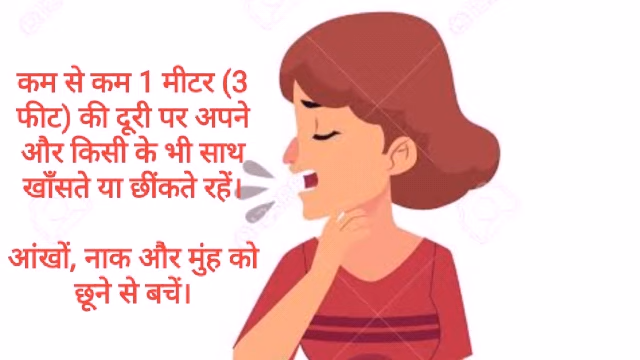 कम से कम 1 मीटर (3
फीट) की दूरी पर अपने
और किसी के भी साथ
खाँसते या छींकते रहें।
आंखों, नाक और मुंह को
छूने से बचें।